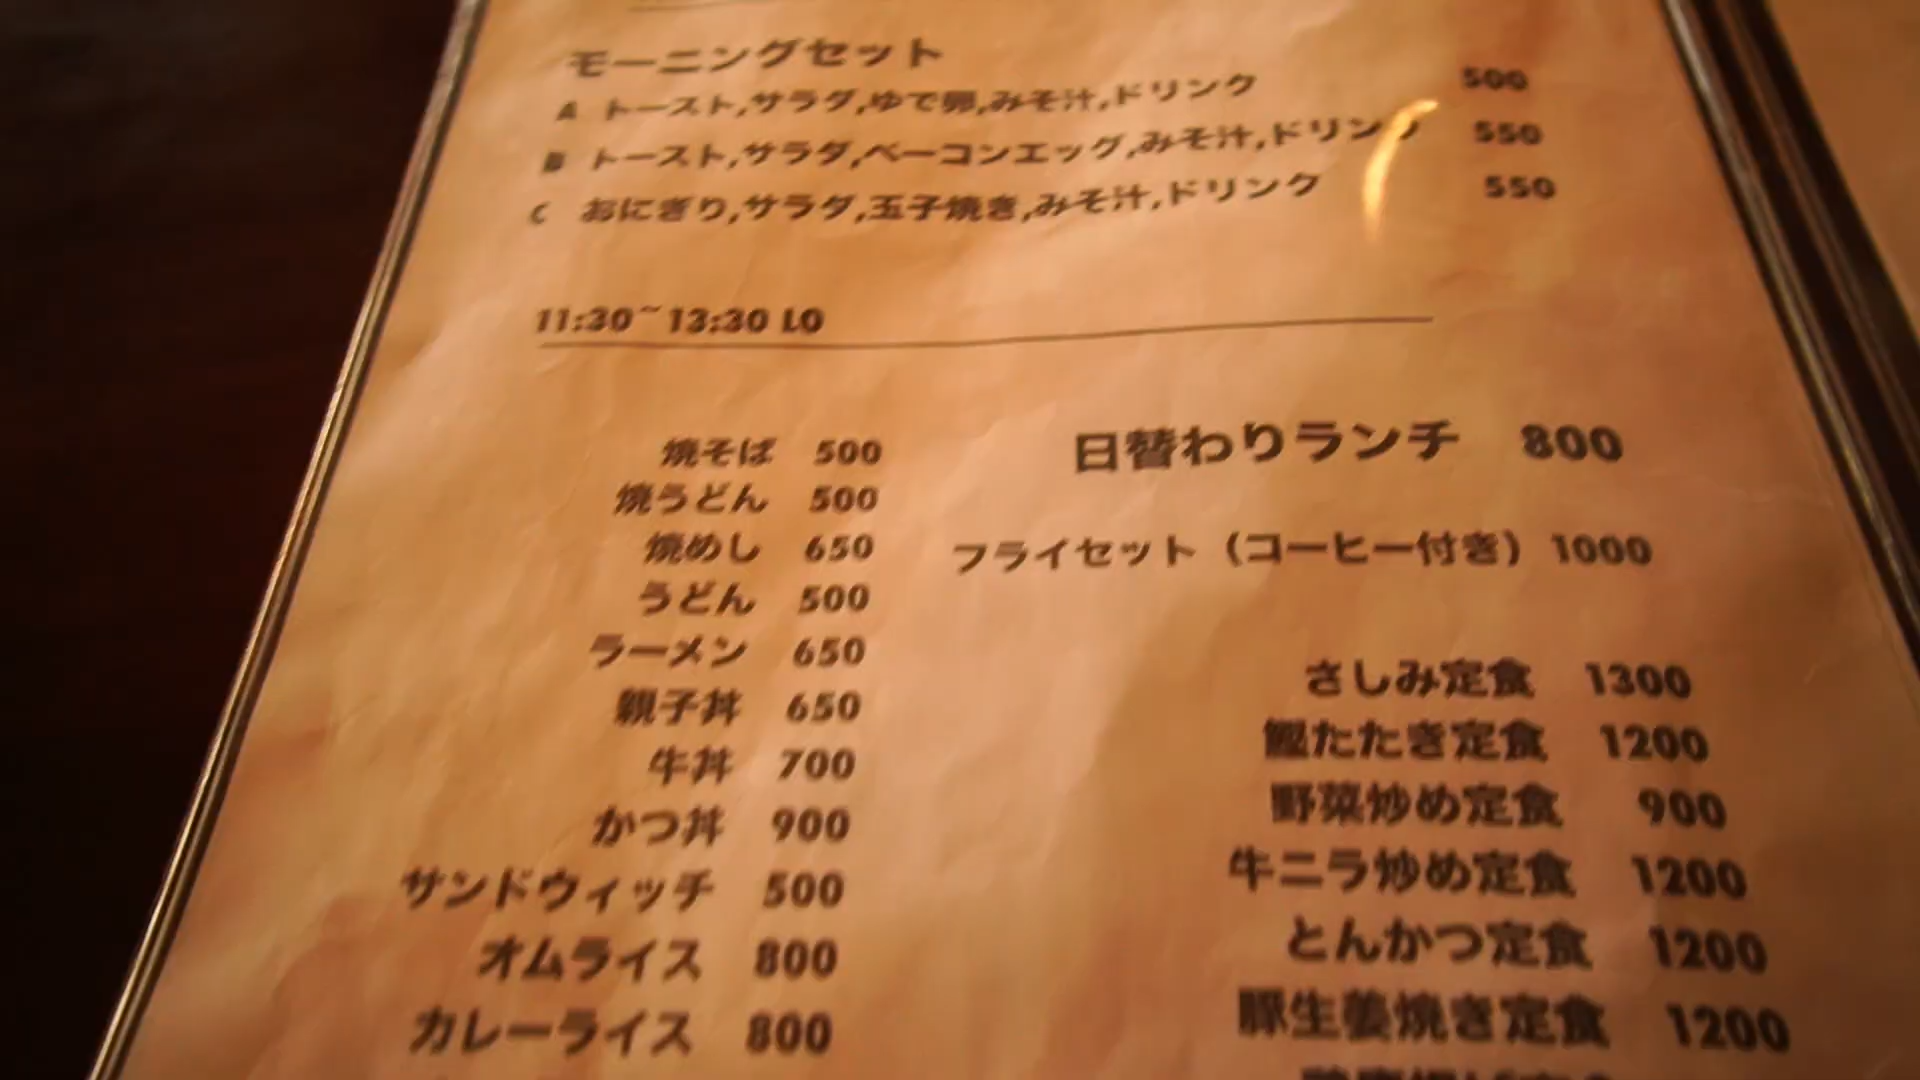 モーニングセット
A トースト,サラダ,ゆで卵,みそ汁,ドリンク 500
B トースト,サラダ,ベーコンエッグ,みそ汁,ドリンク 550
C おにぎり,サラダ,玉子焼き,みそ汁,ドリンク 550
11:30~13:30 LO
焼そば 500
焼うどん 500
焼めし 650
うどん 500
ラーメン 650
親子丼 650
牛丼 700
かつ丼 900
サンドウィッチ 500
オムライス 800
カレーライス 800
日替わりランチ 800
フライセット（コーヒー付き） 1000
さしみ定食 1300
鰹たたき定食 1200
野菜炒め定食 900
牛ニラ炒め定食 1200
とんかつ定食 1200
豚生姜焼き定食 1200